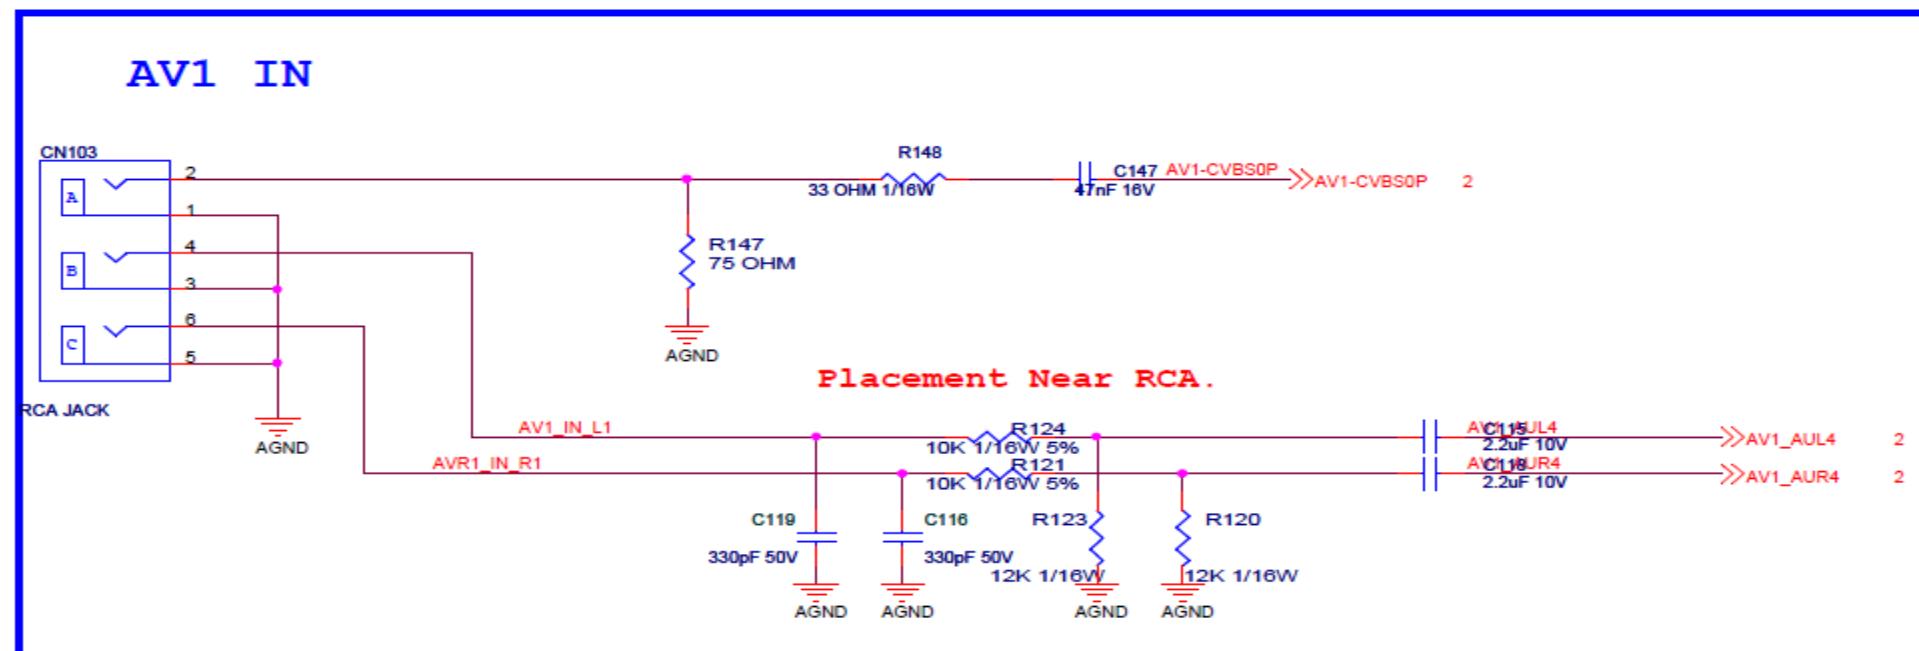 AV1 IN
CN103
A
B
C
2
1
4
3
6
5
RCA JACK
AGND
R148
33 OHM 1/16W
C147
47nF 16V
AV1-CVBS0P
AV1-CVBS0P 2
R147
75 OHM
AGND
Placement Near RCA.
AV1_IN_L1
AVR1_IN_R1
R124
10K 1/16W 5%
R121
10K 1/16W 5%
AV1_AUL4
C115
2.2uF 10V
AV1_AUR4
C118
2.2uF 10V
AV1_AUL4 2
AV1_AUR4 2
C119
330pF 50V
AGND
C116
330pF 50V
AGND
R123
12K 1/16W
AGND
R120
12K 1/16W
AGND